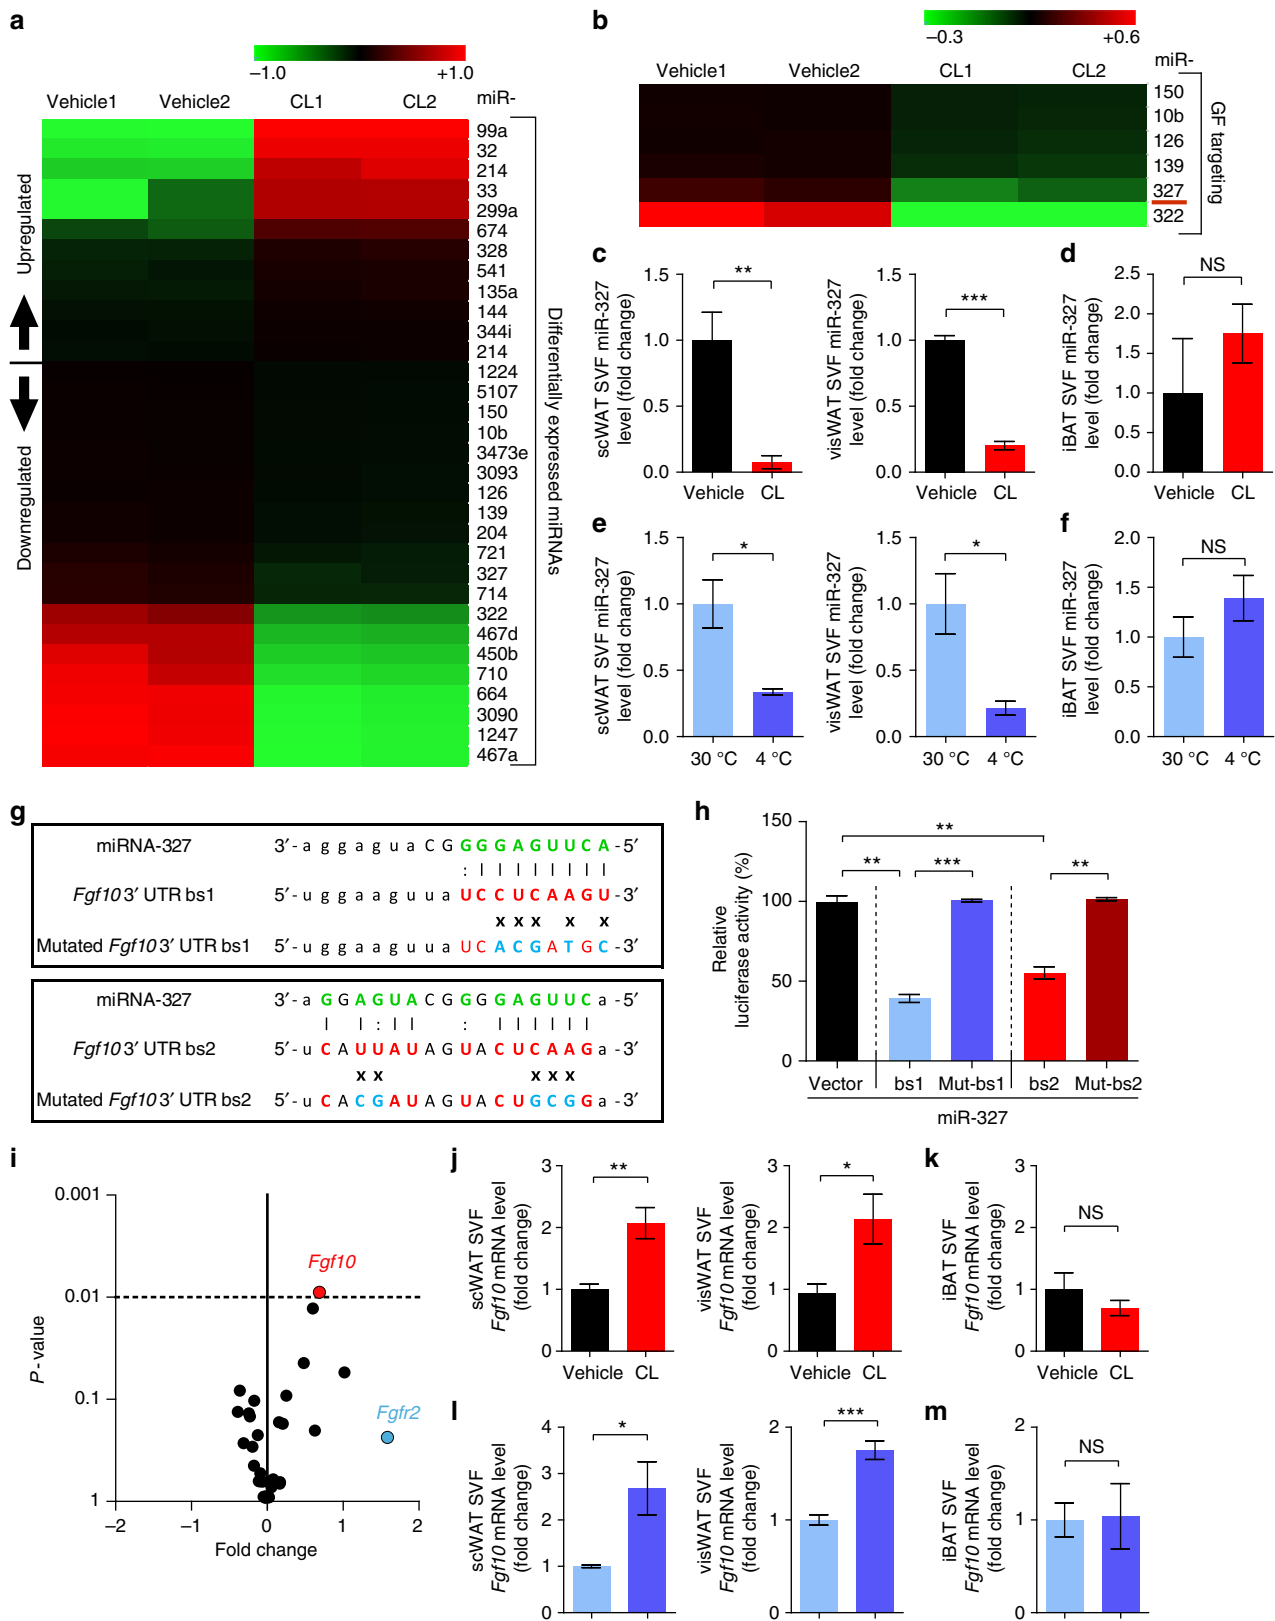 a
−1.0 +1.0
Vehicle1 Vehicle2 CL1 CL2 miR-
Upregulated
Downregulated
99a
32
214
33
299a
674
328
541
135a
144
344i
214
1224
5107
150
10b
3473e
3093
126
139
204
721
327
714
322
467d
450b
710
664
3090
1247
467a
Differentially expressed miRNAs
b
−0.3 +0.6
Vehicle1 Vehicle2 CL1 CL2 miR-
150
10b
126
139
327
322
GF targeting
c
scWAT SVF miR-327
level (fold change)
1.5
1.0
0.5
0.0
**
Vehicle CL
visWAT SVF miR-327
level (fold change)
1.5
1.0
0.5
0.0
***
Vehicle CL
d
iBAT SVF miR-327
level (fold change)
2.5
2.0
1.5
1.0
0.5
0.0
NS
Vehicle CL
e
scWAT SVF miR-327
level (fold change)
1.5
1.0
0.5
0.0
*
30 °C 4 °C
visWAT SVF miR-327
level (fold change)
1.5
1.0
0.5
0.0
*
30 °C 4 °C
f
iBAT SVF miR-327
level (fold change)
2.0
1.5
1.0
0.5
0.0
NS
30 °C 4 °C
g
miRNA-327 3′- a g g a g u a C G G G G A G U U C A - 5′
: | | | | | | | |
Fgf10 3′ UTR bs1 5′- u g g a a g u u a U C C U C A A G U - 3′
x x x x x
Mutated Fgf10 3′ UTR bs1 5′- u g g a a g u u a U C A C G A T G C - 3′
miRNA-327 3′- a G G A G U A C G G G G A G U U C a - 5′
| | : | | : | | | | | |
Fgf10 3′ UTR bs2 5′- u C A U U A U A G U A C U C A A G a - 3′
x x x x x
Mutated Fgf10 3′ UTR bs2 5′- u C A C G A U A G U A C U G C G G a - 3′
h
Relative
luciferase activity (%)
150
100
50
0
**
** *** **
Vector bs1 Mut-bs1 bs2 Mut-bs2
miR-327
i
P-value
0.001
0.01
0.1
1
Fgf10
Fgfr2
−2 −1 0 1 2
Fold change
j
scWAT SVF
Fgf10 mRNA level
(fold change)
3
2
1
0
**
Vehicle CL
visWAT SVF
Fgf10 mRNA level
(fold change)
3
2
1
0
*
Vehicle CL
k
iBAT SVF
Fgf10 mRNA level
(fold change)
3
2
1
0
NS
Vehicle CL
l
scWAT SVF
Fgf10 mRNA level
(fold change)
4
3
2
1
0
*
visWAT SVF
Fgf10 mRNA level
(fold change)
2
1
0
***
m
iBAT SVF
Fgf10 mRNA level
(fold change)
2
1
0
NS